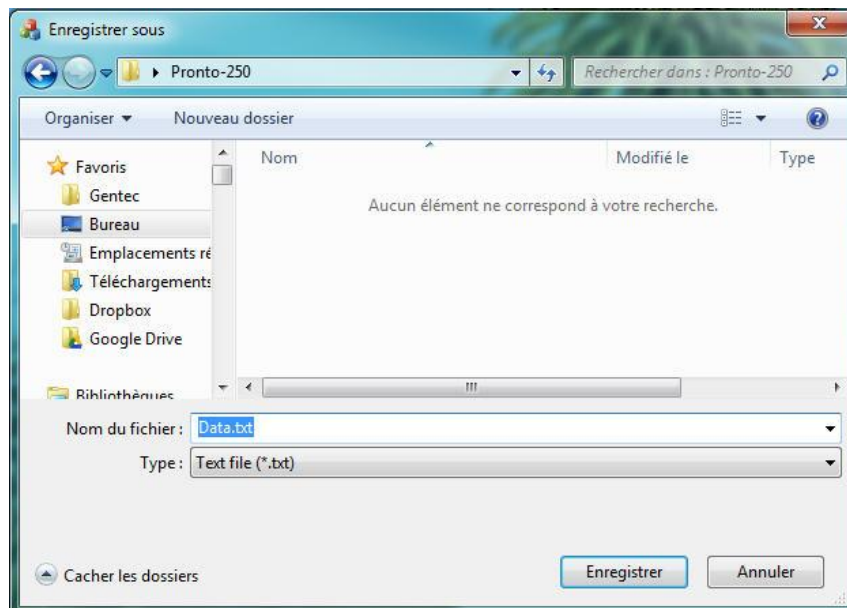 Enregistrer sous
Pronto-250
Rechercher dans : Pronto-250
Organiser
Nouveau dossier
Nom
Modifié le
Type
Favoris
Gentec
Aucun élément ne correspond à votre recherche.
Bureau
Emplacements ré
Téléchargements
Dropbox
Google Drive
Bibliothèques
Nom du fichier :
Data.txt
Type :
Text file (*.txt)
Cacher les dossiers
Enregistrer
Annuler